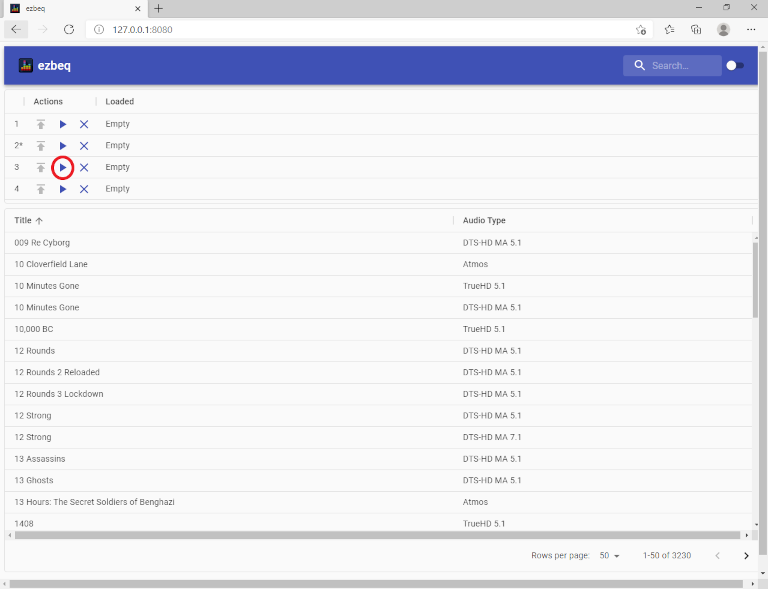 ezbeq
127.0.0.1:8080
ezbeq
Search...
Actions Loaded
1 Empty
2* Empty
3 Empty
4 Empty
Title Audio Type
009 Re Cyborg DTS-HD MA 5.1
10 Cloverfield Lane Atmos
10 Minutes Gone TrueHD 5.1
10 Minutes Gone DTS-HD MA 5.1
10,000 BC TrueHD 5.1
12 Rounds DTS-HD MA 5.1
12 Rounds 2 Reloaded DTS-HD MA 5.1
12 Rounds 3 Lockdown DTS-HD MA 5.1
12 Strong DTS-HD MA 5.1
12 Strong DTS-HD MA 7.1
13 Assassins DTS-HD MA 5.1
13 Ghosts DTS-HD MA 5.1
13 Hours: The Secret Soldiers of Benghazi Atmos
1408 TrueHD 5.1
Rows per page: 50 1-50 of 3230